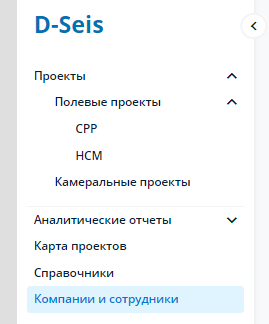 D-Seis
Проекты
Полевые проекты
СРР
НСМ
Камеральные проекты
Аналитические отчеты
Карта проектов
Справочники
Компании и сотрудники